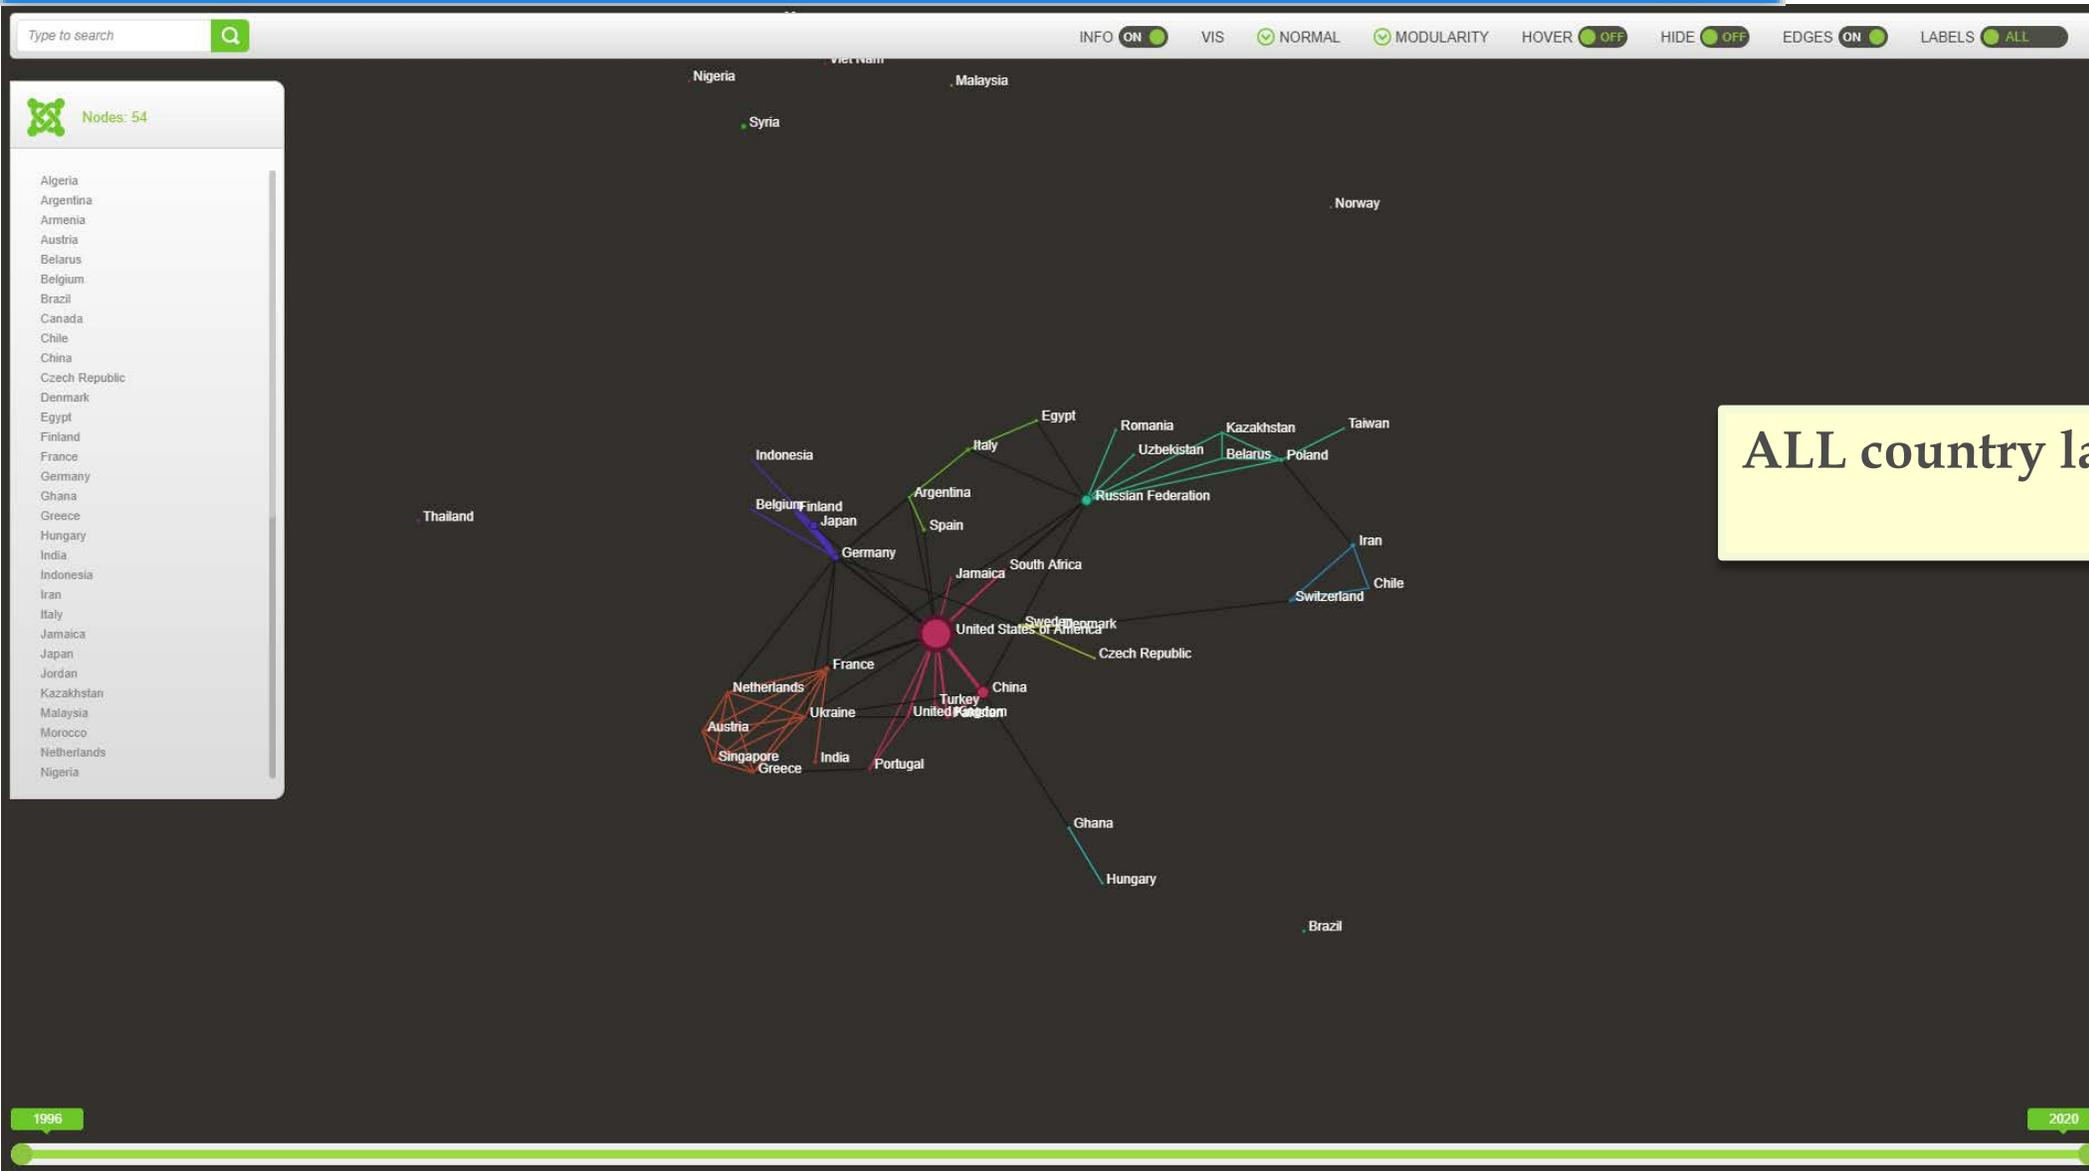 Type to search
INFO ON VIS NORMAL MODULARITY HOVER OFF HIDE OFF EDGES ON LABELS ALL
Nodes: 54
Algeria
Argentina
Armenia
Austria
Belarus
Belgium
Brazil
Canada
Chile
China
Czech Republic
Denmark
Egypt
Finland
France
Germany
Ghana
Greece
Hungary
India
Indonesia
Iran
Italy
Jamaica
Japan
Jordan
Kazakhstan
Malaysia
Morocco
Netherlands
Nigeria
Viet Nam
Nigeria
Malaysia
Syria
Norway
Egypt
Romania
Kazakhstan
Taiwan
Italy
Uzbekistan
Belarus
Poland
Indonesia
Argentina
Russian Federation
Belgium
Finland
Japan
Thailand
Spain
Iran
Germany
South Africa
Jamaica
Chile
Switzerland
Sweden
Denmark
United States of America
Czech Republic
France
Netherlands
China
Turkey
Ukraine
United Kingdom
Austria
Singapore
India
Greece
Portugal
Ghana
Hungary
Brazil
ALL country la
1996
2020